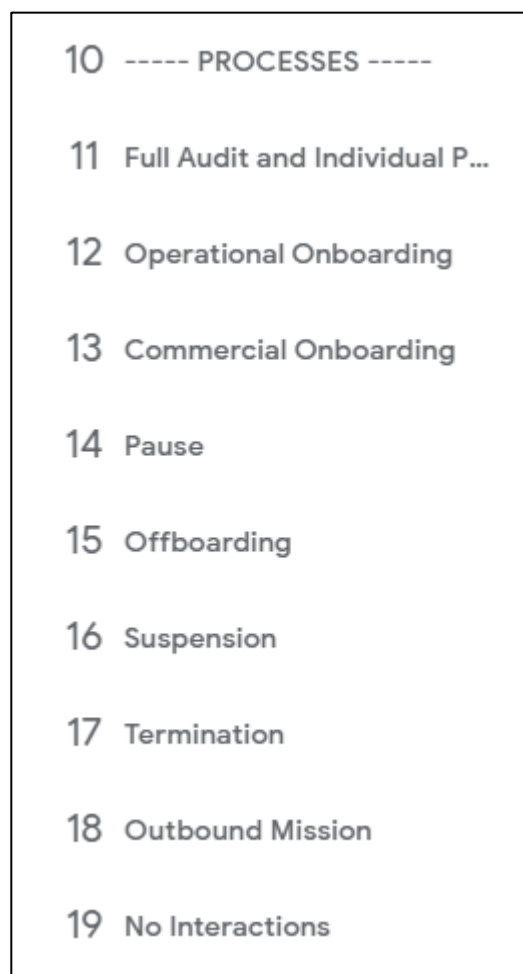 10 ----- PROCESSES -----
11 Full Audit and Individual P...
12 Operational Onboarding
13 Commercial Onboarding
14 Pause
15 Offboarding
16 Suspension
17 Termination
18 Outbound Mission
19 No Interactions